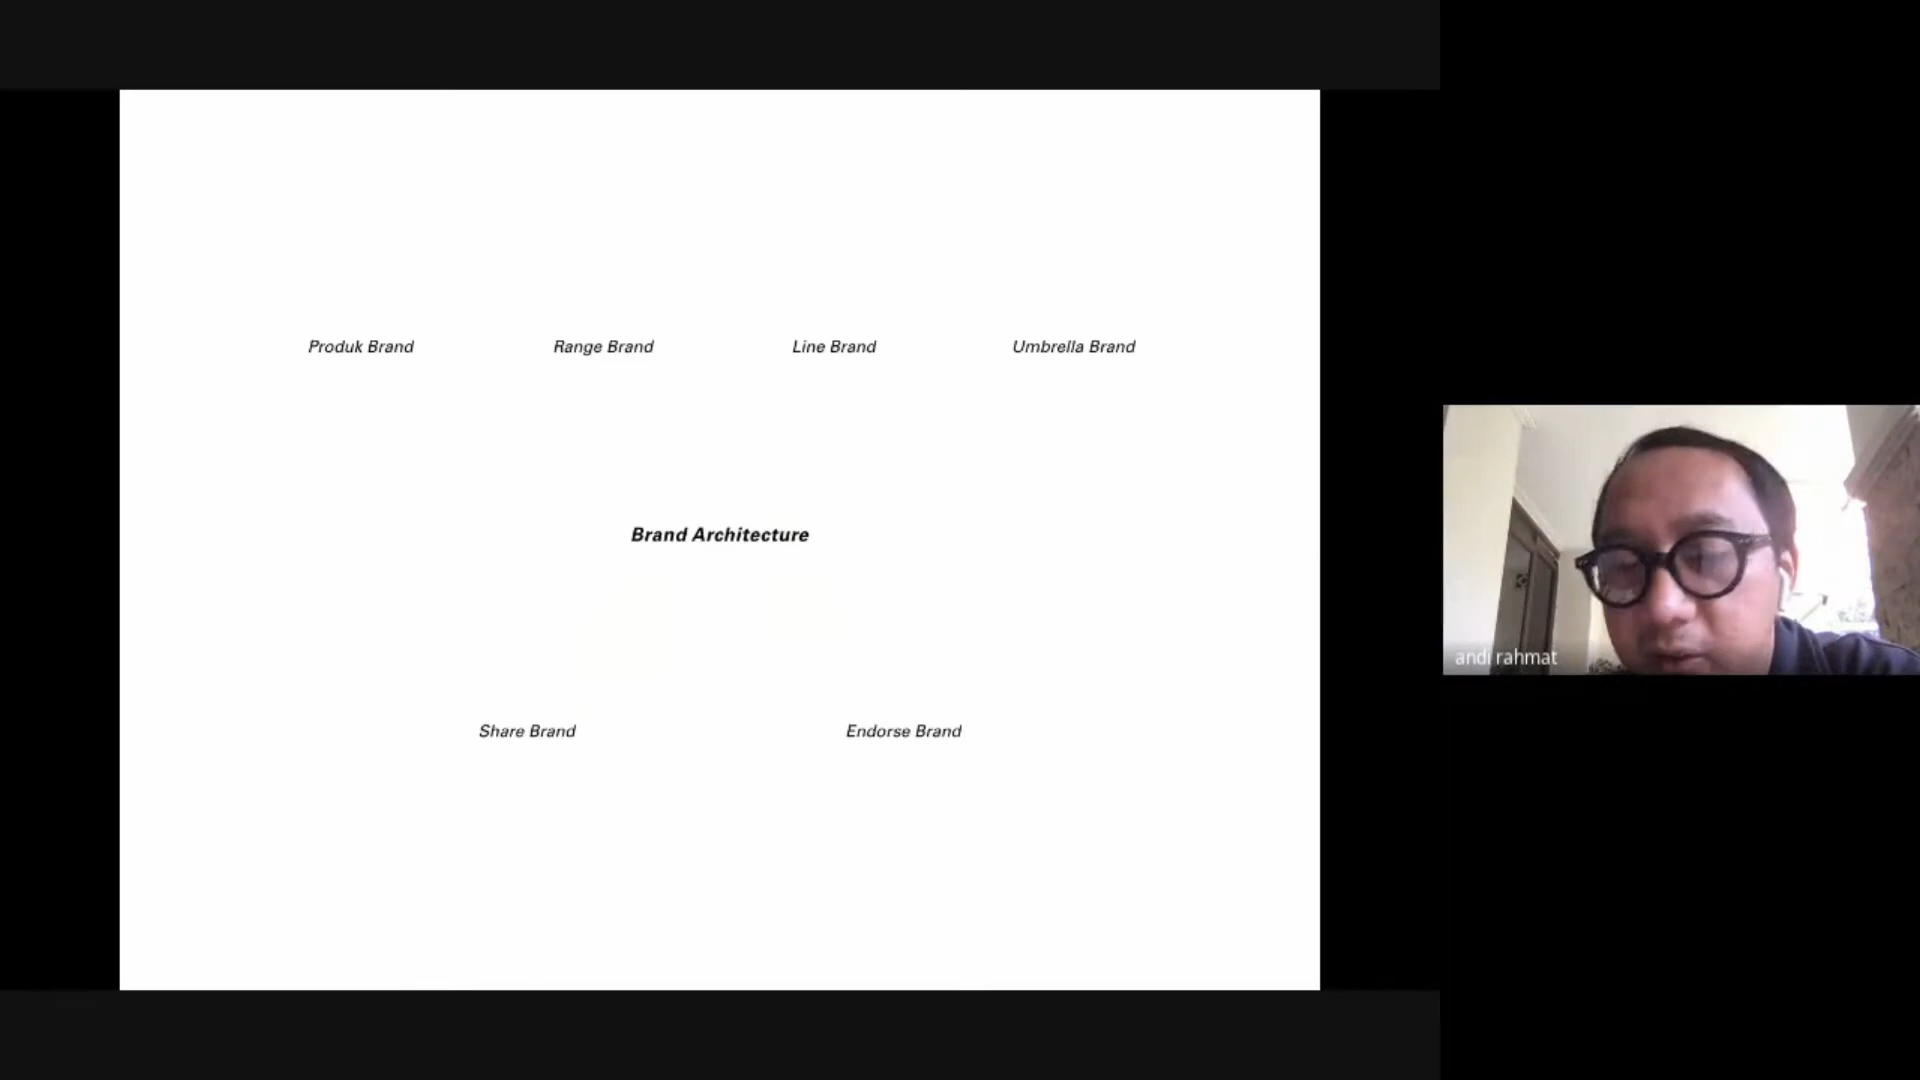 Produk Brand
Range Brand
Line Brand
Umbrella Brand
Brand Architecture
andi rahmat
Share Brand
Endorse Brand